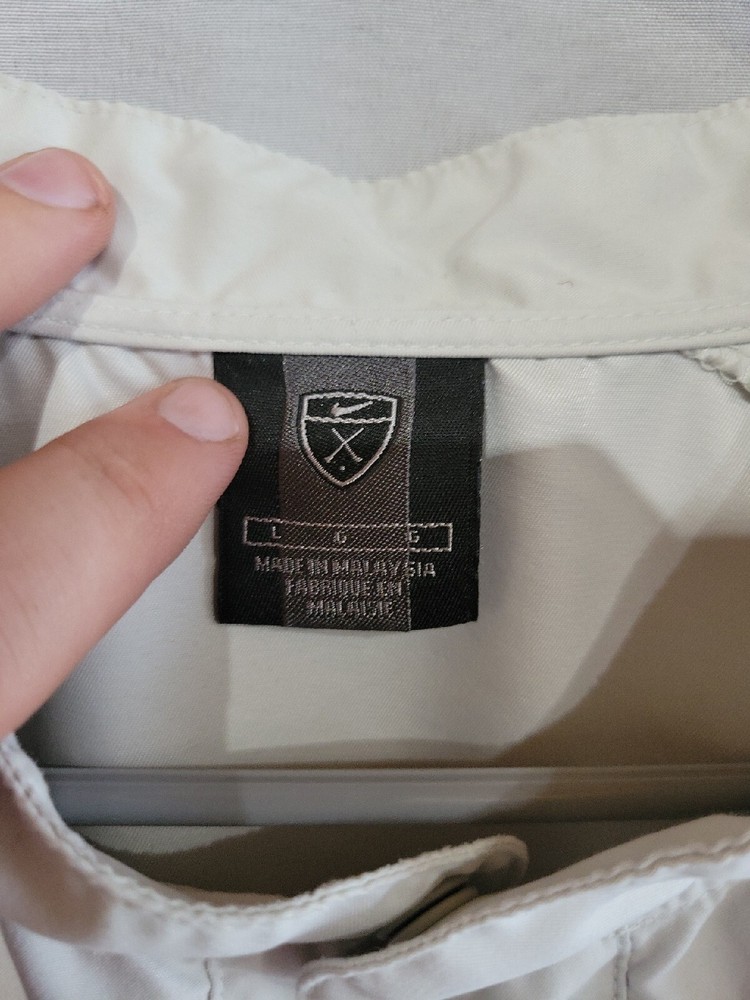 L G G
MADE IN MALAYSIA
FABRIQUE EN
MALAISIE